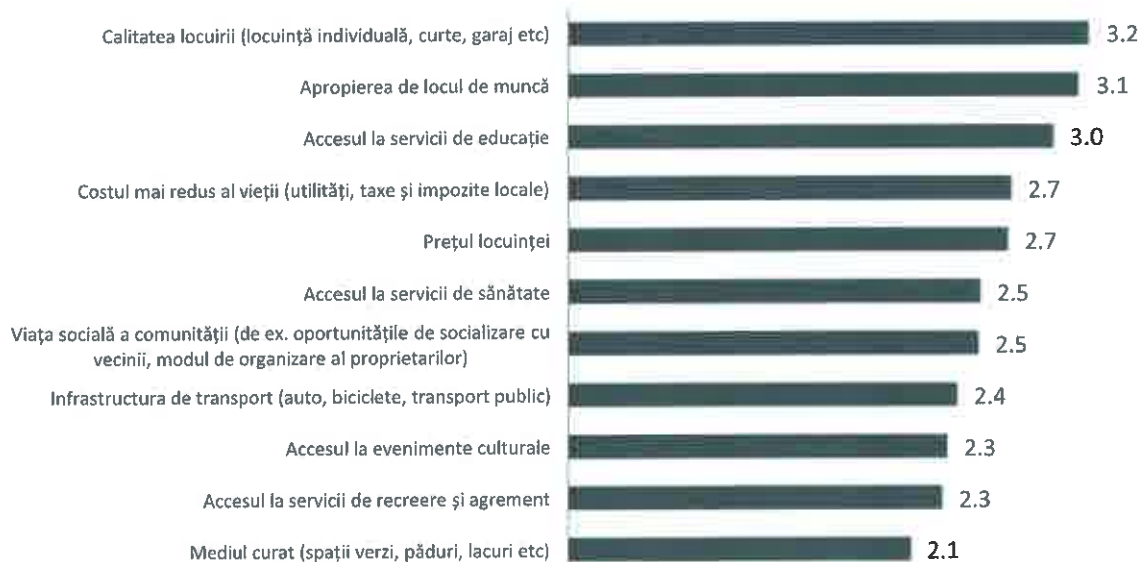 Calitatea locuirii (locuință individuală, curte, garaj etc) 3.2
Apropierea de locul de muncă 3.1
Accesul la servicii de educație 3.0
Costul mai redus al vieții (utilități, taxe și impozite locale) 2.7
Prețul locuinței 2.7
Accesul la servicii de sănătate 2.5
Viața socială a comunității (de ex. oportunitățile de socializare cu
vecinii, modul de organizare al proprietarilor) 2.5
Infrastructura de transport (auto, biciclete, transport public) 2.4
Accesul la evenimente culturale 2.3
Accesul la servicii de recreere și agrement 2.3
Mediul curat (spații verzi, păduri, lacuri etc) 2.1